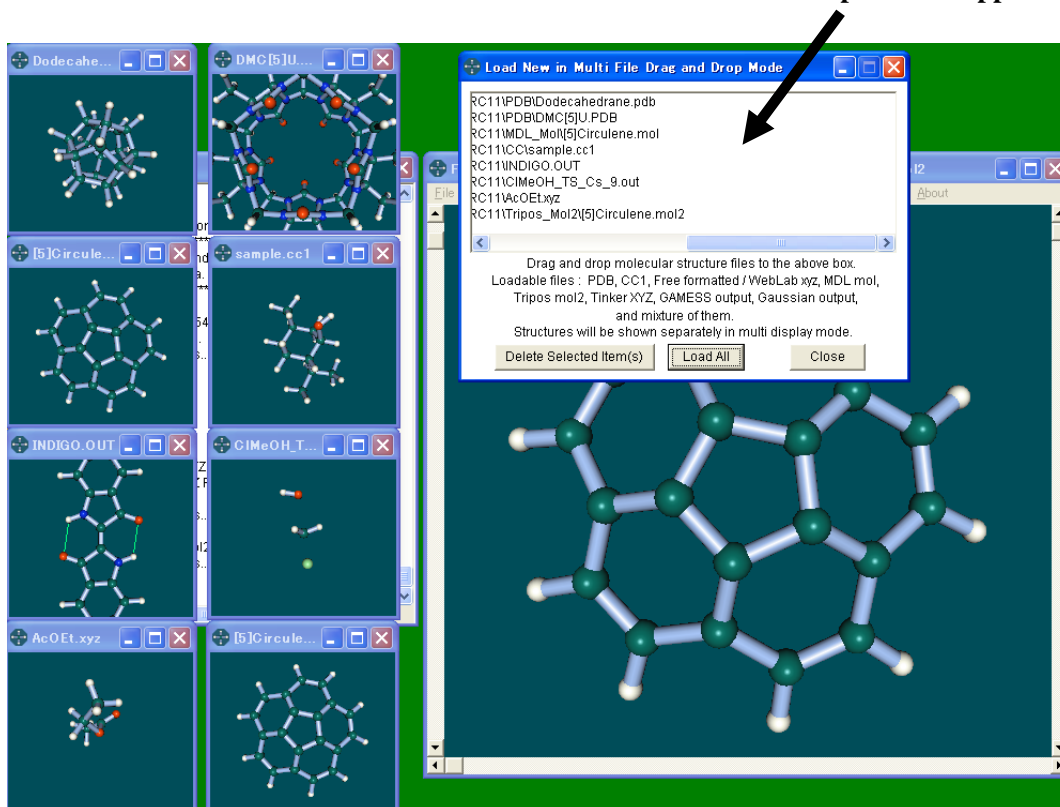 Dodecahe...
DMC[5]U....
Load New in Multi File Drag and Drop Mode
RC11\PDB\Dodecahedrane.pdb
RC11\PDB\DMC[5]U.PDB
RC11\MDL_Mol\[5]Circulene.mol
RC11\CC\sample.cc1
RC11\INDIGO.OUT
RC11\ClMeOH_TS_Cs_9.out
RC11\AcOEt.xyz
RC11\Tripos_Mol2\[5]Circulene.mol2
Drag and drop molecular structure files to the above box.
Loadable files : PDB, CC1, Free formatted / WebLab xyz, MDL mol,
Tripos mol2, Tinker XYZ, GAMESS output, Gaussian output,
and mixture of them.
Structures will be shown separately in multi display mode.
Delete Selected Item(s) Load All Close
File
About
[5]Circule...
sample.cc1
INDIGO.OUT
ClMeOH_T...
AcOEt.xyz
[5]Circule...